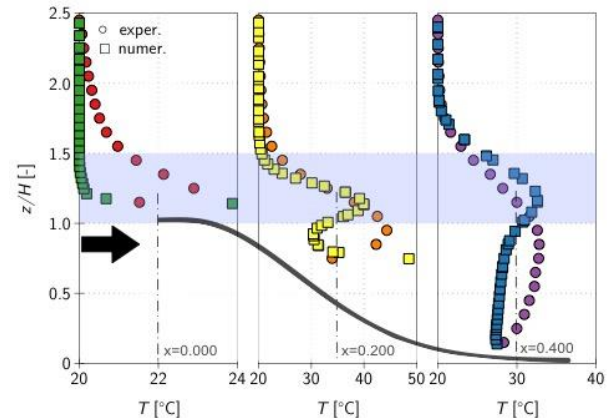 2.5
2.0
1.5
1.0
0.5
0
z/H [-]
exper.
numer.
x=0.000
x=0.200
x=0.400
20 22 24
20 30 40 50
20 30 40
T [°C] T [°C] T [°C]